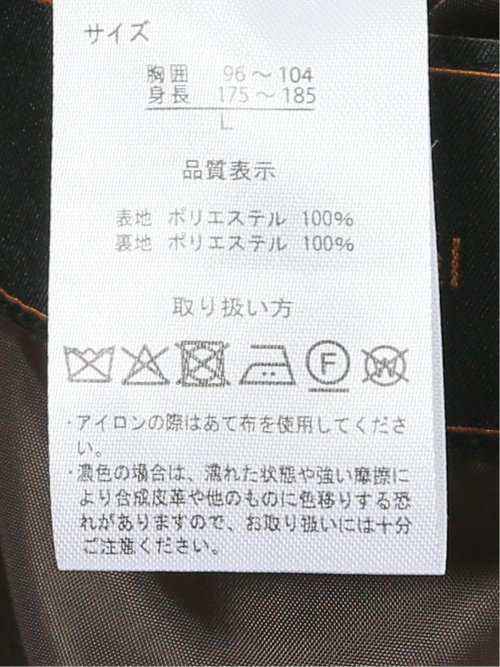 サイズ
胸囲 96～104
身長 175～185
L
品質表示
表地 ポリエステル 100%
裏地 ポリエステル 100%
取り扱い方
F W
・アイロンの際はあて布を使用してくださ
い。
・濃色の場合は、濡れた状態や強い摩擦に
より合成皮革や他のものに色移りする恐
れがありますので、お取り扱いには十分
ご注意ください。